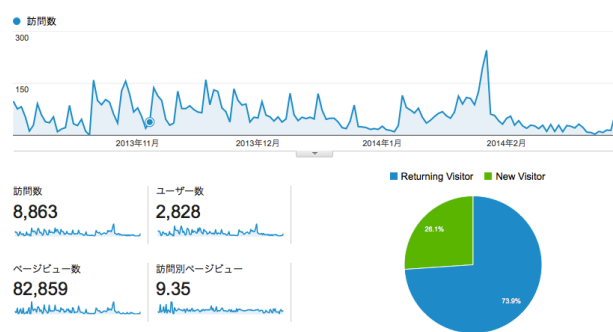 訪問数
300
150
2013年11月
2013年12月
2014年1月
2014年2月
Returning Visitor
New Visitor
訪問数
ユーザー数
8,863
2,828
26.1%
73.9%
ページビュー数
訪問別ページビュー
82,859
9.35